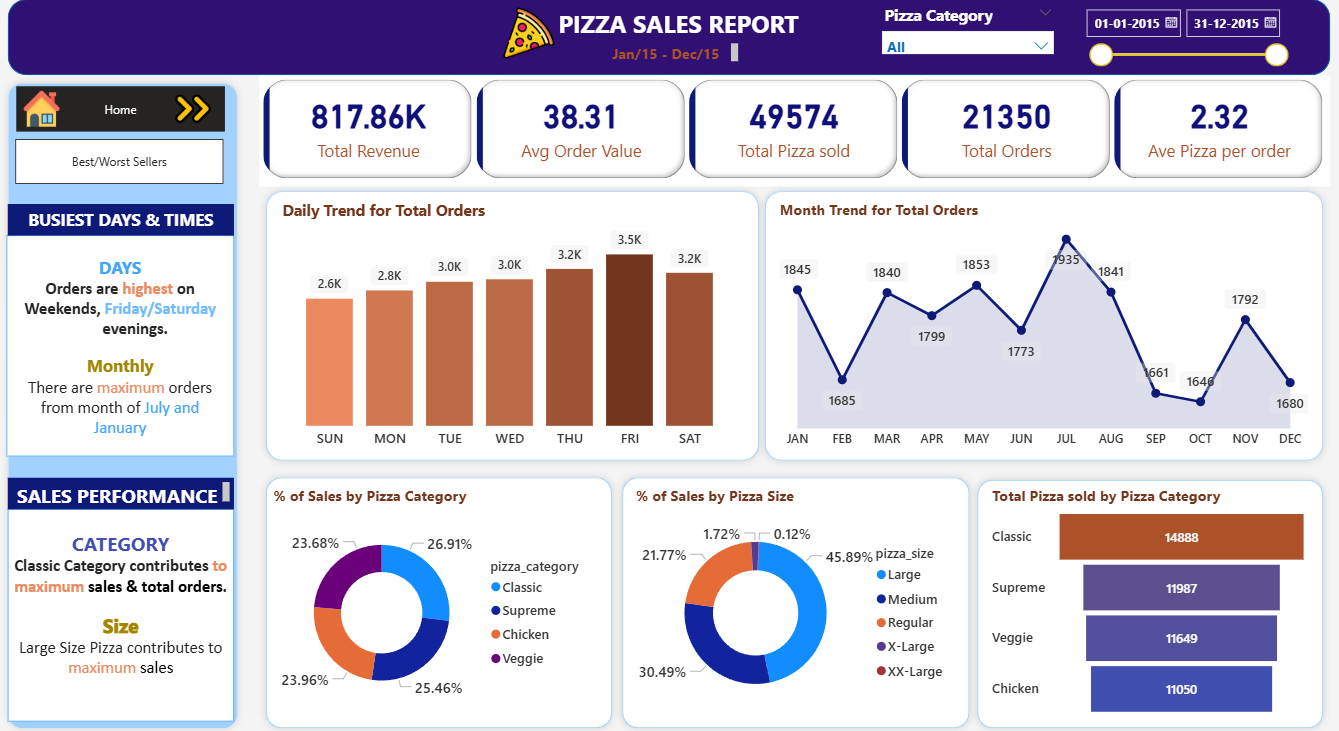 PIZZA SALES REPORT
Jan/15 - Dec/15
Pizza Category
All
01-01-2015
31-12-2015
Home
Best/Worst Sellers
BUSIEST DAYS & TIMES
DAYS
Orders are highest on
Weekends, Friday/Saturday
evenings.
Monthly
There are maximum orders
from month of July and
January
SALES PERFORMANCE
CATEGORY
Classic Category contributes to
maximum sales & total orders.
Size
Large Size Pizza contributes to
maximum sales
817.86K
Total Revenue
38.31
Avg Order Value
49574
Total Pizza sold
21350
Total Orders
2.32
Ave Pizza per order
Daily Trend for Total Orders
2.6K
2.8K
3.0K
3.0K
3.2K
3.5K
3.2K
SUN MON TUE WED THU FRI SAT
Month Trend for Total Orders
1845
1685
1840
1799
1853
1773
1935
1841
1661
1646
1792
1680
JAN FEB MAR APR MAY JUN JUL AUG SEP OCT NOV DEC
% of Sales by Pizza Category
23.68%
26.91%
23.96%
25.46%
pizza_category
Classic
Supreme
Chicken
Veggie
% of Sales by Pizza Size
1.72%
0.12%
21.77%
45.89%
30.49%
pizza_size
Large
Medium
Regular
X-Large
XX-Large
Total Pizza sold by Pizza Category
Classic 14888
Supreme 11987
Veggie 11649
Chicken 11050